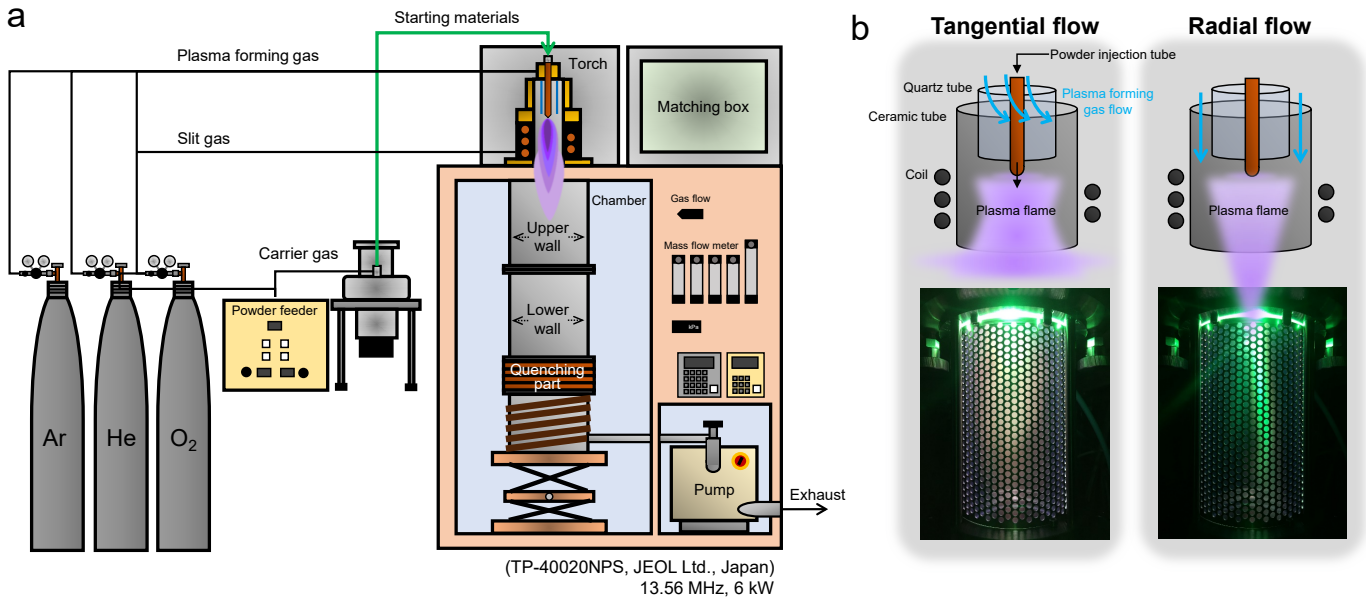 a
Starting materials
Plasma forming gas
Torch
Matching box
Slit gas
Chamber
Gas flow
Upper
wall
Mass flow meter
Carrier gas
Lower
wall
Powder feeder
kPa
Quenching
part
Ar
He
O2
Pump
Exhaust
(TP-40020NPS, JEOL Ltd., Japan)
13.56 MHz, 6 kW
b
Tangential flow
Radial flow
Powder injection tube
Quartz tube
Plasma forming
gas flow
Ceramic tube
Coil
Plasma flame
Plasma flame